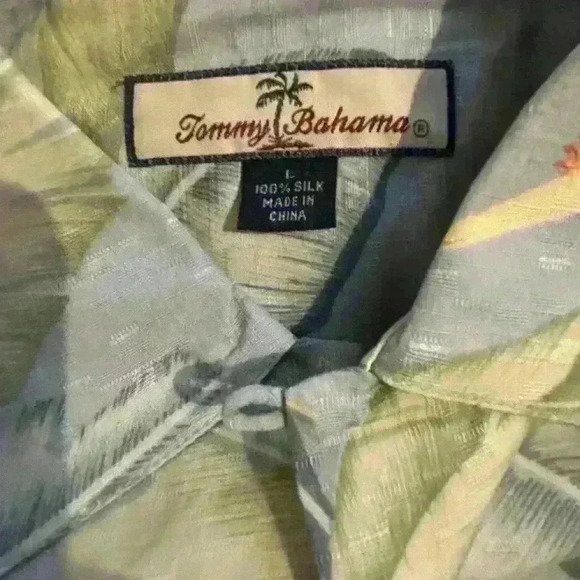 Tommy Bahama®
L
100% SILK
MADE IN
CHINA